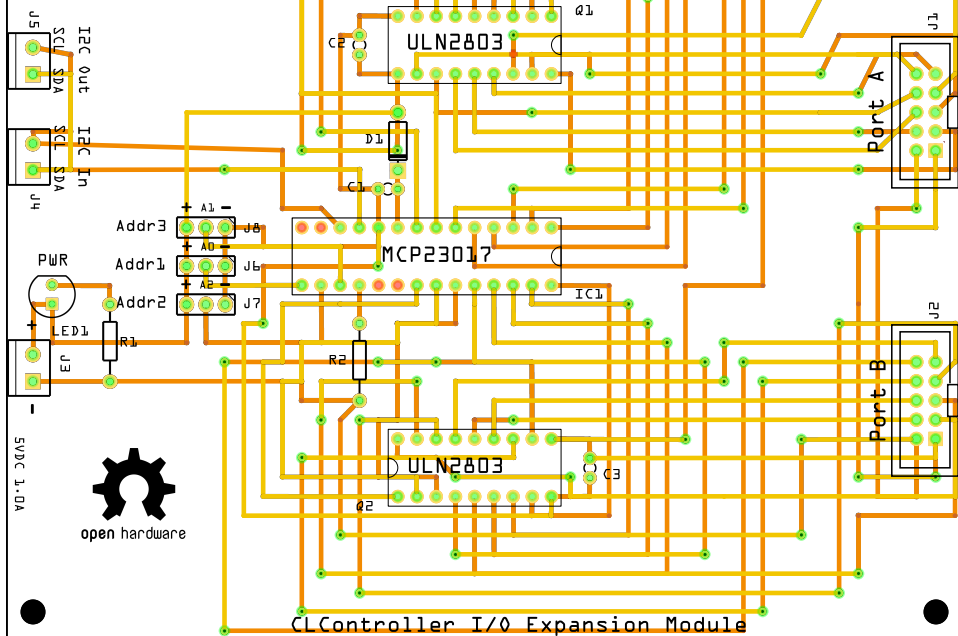 J5
SCL
SDA
I2C Out
C2
Q1
ULN2803
J1
Port A
D1
SCL
SDA
I2C In
J4
C1
+ A1 -
Addr3
J8
+ A0 -
Addr1
J6
+ A2 -
Addr2
J7
MCP23017
IC1
PWR
LED1
+
R1
J3
-
R2
J2
Port B
ULN2803
C3
Q2
5VDC 1.0A
open hardware
CLController I/O Expansion Module